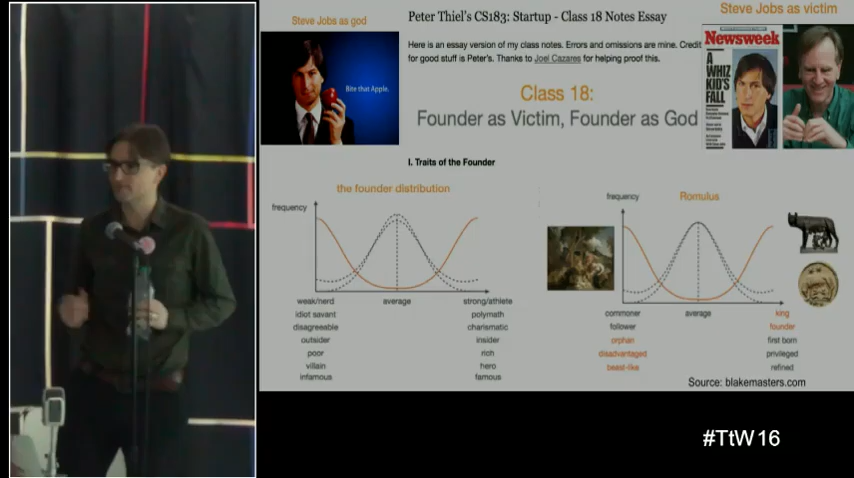 Steve Jobs as god
Bite that Apple.
Peter Thiel's CS183: Startup - Class 18 Notes Essay
Here is an essay version of my class notes. Errors and omissions are mine. Credit
for good stuff is Peter's. Thanks to Joel Cazares for helping proof this.
Class 18:
Founder as Victim, Founder as God
Steve Jobs as victim
Newsweek
A
WHIZ
KID'S
FALL
I. Traits of the Founder
the founder distribution
frequency
weak/nerd average strong/athlete
idiot savant polymath
disagreeable charismatic
outsider insider
poor rich
villain hero
infamous famous
Romulus
frequency
commoner average king
follower founder
orphan first born
disadvantaged privileged
beast-like refined
Source: blakemasters.com
#TtW16